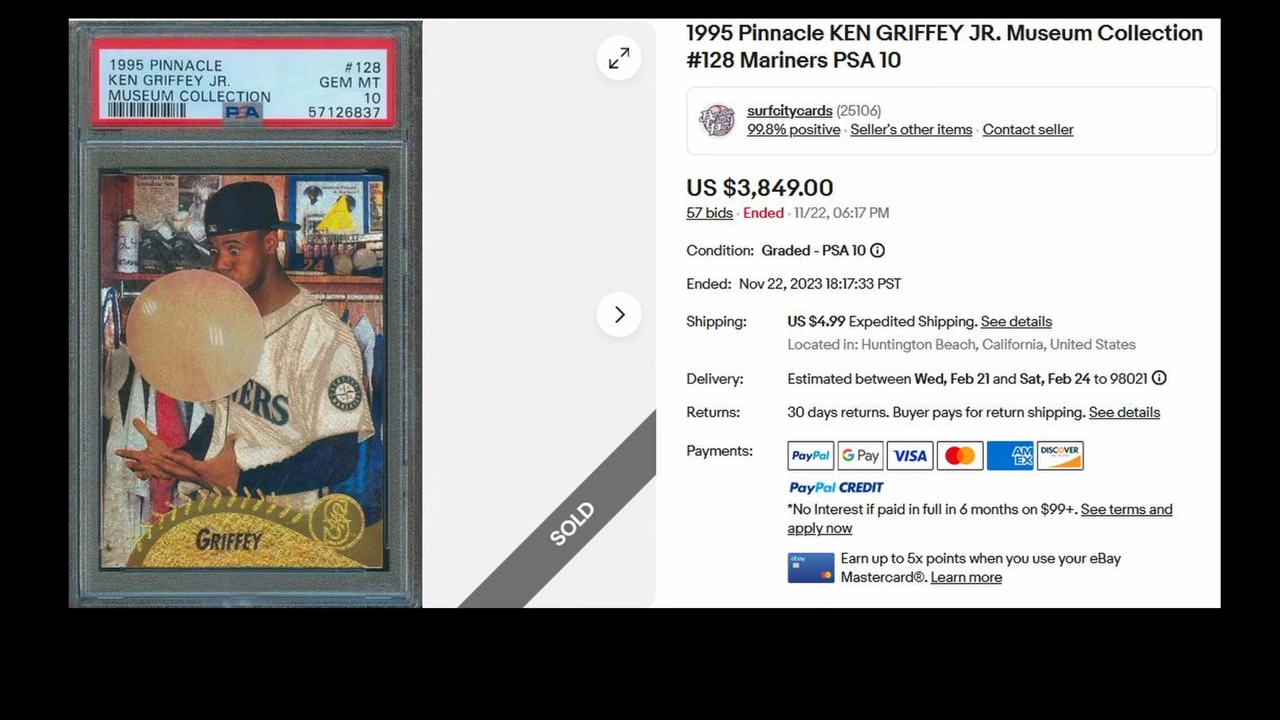 1995 PINNACLE #128
KEN GRIFFEY JR. GEM MT
MUSEUM COLLECTION 10
PSA 57126837
24
ERS
GRIFFEY
SOLD
1995 Pinnacle KEN GRIFFEY JR. Museum Collection
#128 Mariners PSA 10
surfcitycards (25106)
99.8% positive · Seller's other items · Contact seller
US $3,849.00
57 bids · Ended · 11/22, 06:17 PM
Condition: Graded - PSA 10
Ended: Nov 22, 2023 18:17:33 PST
Shipping: US $4.99 Expedited Shipping. See details
Located in: Huntington Beach, California, United States
Delivery: Estimated between Wed, Feb 21 and Sat, Feb 24 to 98021
Returns: 30 days returns. Buyer pays for return shipping. See details
Payments: PayPal G Pay VISA AM EX DISCOVER
PayPal CREDIT
*No Interest if paid in full in 6 months on $99+. See terms and
apply now
ebay Earn up to 5x points when you use your eBay
Mastercard®. Learn more